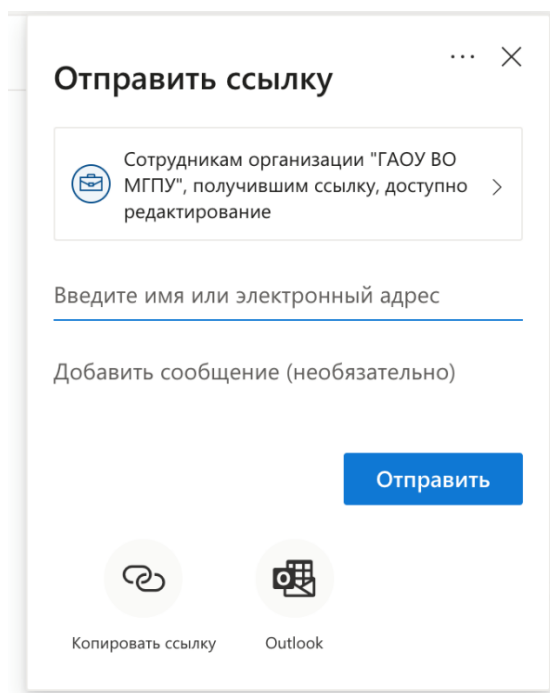 Отправить ссылку
Сотрудникам организации "ГАОУ ВО
МГПУ", получившим ссылку, доступно
редактирование
Введите имя или электронный адрес
Добавить сообщение (необязательно)
Отправить
Копировать ссылку
Outlook